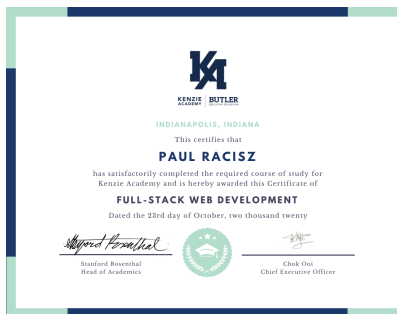 KA
KENZIE ACADEMY | BUTLER
INDIANAPOLIS, INDIANA
This certifies that
PAUL RACISZ
has satisfactorily completed the required course of study for
Kenzie Academy and is hereby awarded this Certificate of
FULL-STACK WEB DEVELOPMENT
Dated the 23rd day of October, two thousand twenty
Stanford Rosenthal
Stanford Rosenthal
Head of Academics
Chok Ooi
Chief Executive Officer